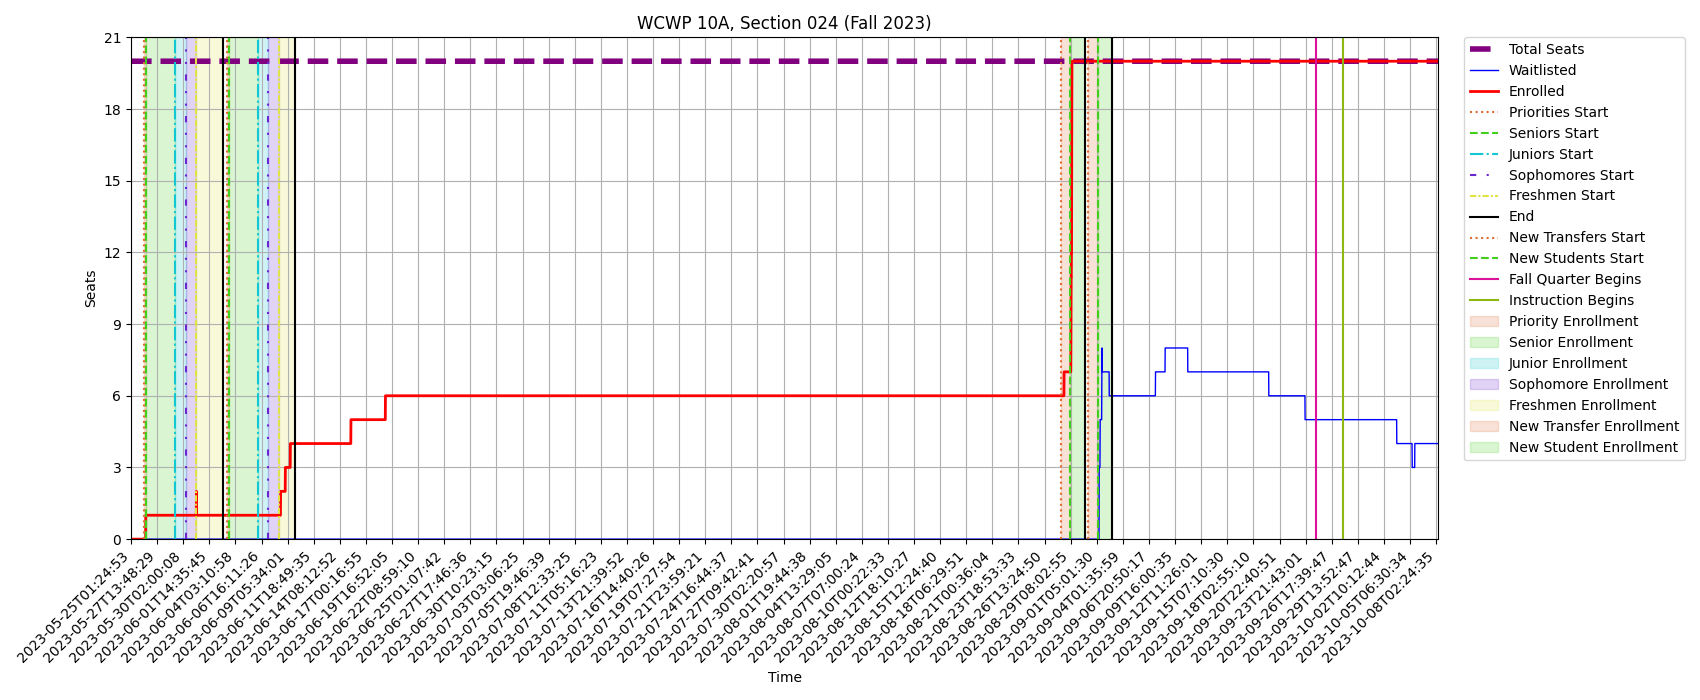 WCWP 10A, Section 024 (Fall 2023)
Seats
21
18
15
12
9
6
3
0
2023-05-25T01:24:53
2023-05-27T13:48:29
2023-05-30T02:00:08
2023-06-01T14:35:45
2023-06-04T03:10:58
2023-06-06T16:11:26
2023-06-09T05:34:01
2023-06-11T18:49:35
2023-06-14T08:12:52
2023-06-17T00:16:55
2023-06-19T16:52:05
2023-06-22T08:59:10
2023-06-25T01:07:42
2023-06-27T17:46:36
2023-06-30T10:23:15
2023-07-03T03:06:25
2023-07-05T19:46:39
2023-07-08T12:33:25
2023-07-11T05:16:23
2023-07-13T21:39:52
2023-07-16T14:40:26
2023-07-19T07:27:54
2023-07-21T23:59:21
2023-07-24T16:44:37
2023-07-27T09:42:41
2023-07-30T02:20:57
2023-08-01T19:44:38
2023-08-04T13:29:05
2023-08-07T07:00:24
2023-08-10T00:22:33
2023-08-12T18:10:27
2023-08-15T12:24:40
2023-08-18T06:29:51
2023-08-21T00:36:04
2023-08-23T18:53:33
2023-08-26T13:24:50
2023-08-29T08:02:55
2023-09-01T05:01:30
2023-09-04T01:35:59
2023-09-06T20:50:17
2023-09-09T16:00:35
2023-09-12T11:26:01
2023-09-15T07:10:30
2023-09-18T02:55:10
2023-09-20T22:40:51
2023-09-23T21:43:01
2023-09-26T17:39:47
2023-09-29T13:52:47
2023-10-02T10:12:44
2023-10-05T06:30:34
2023-10-08T02:24:35
Time
Total Seats
Waitlisted
Enrolled
Priorities Start
Seniors Start
Juniors Start
Sophomores Start
Freshmen Start
End
New Transfers Start
New Students Start
Fall Quarter Begins
Instruction Begins
Priority Enrollment
Senior Enrollment
Junior Enrollment
Sophomore Enrollment
Freshmen Enrollment
New Transfer Enrollment
New Student Enrollment